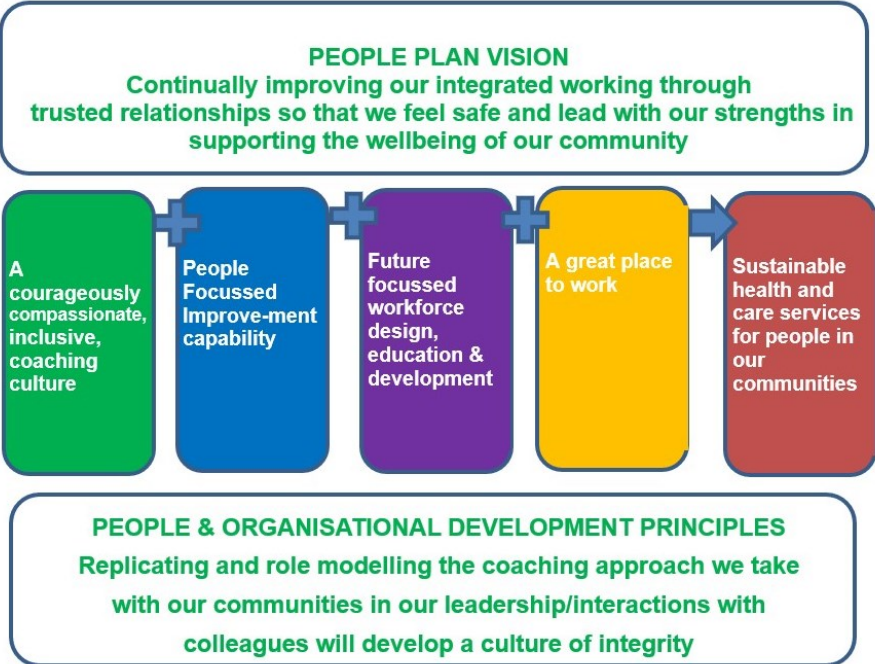 PEOPLE PLAN VISION
Continually improving our integrated working through
trusted relationships so that we feel safe and lead with our strengths in
supporting the wellbeing of our community
A
courageously
compassionate,
inclusive,
coaching
culture
People
Focussed
Improve-ment
capability
Future
focussed
workforce
design,
education &
development
A great place
to work
Sustainable
health and
care services
for people in
our
communities
PEOPLE & ORGANISATIONAL DEVELOPMENT PRINCIPLES
Replicating and role modelling the coaching approach we take
with our communities in our leadership/interactions with
colleagues will develop a culture of integrity